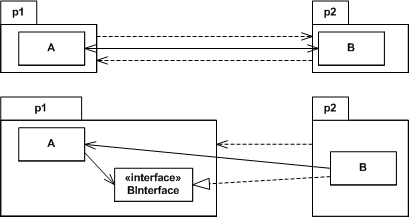 p1
p2
A
B
p1
p2
A
B
«interface»
BInterface